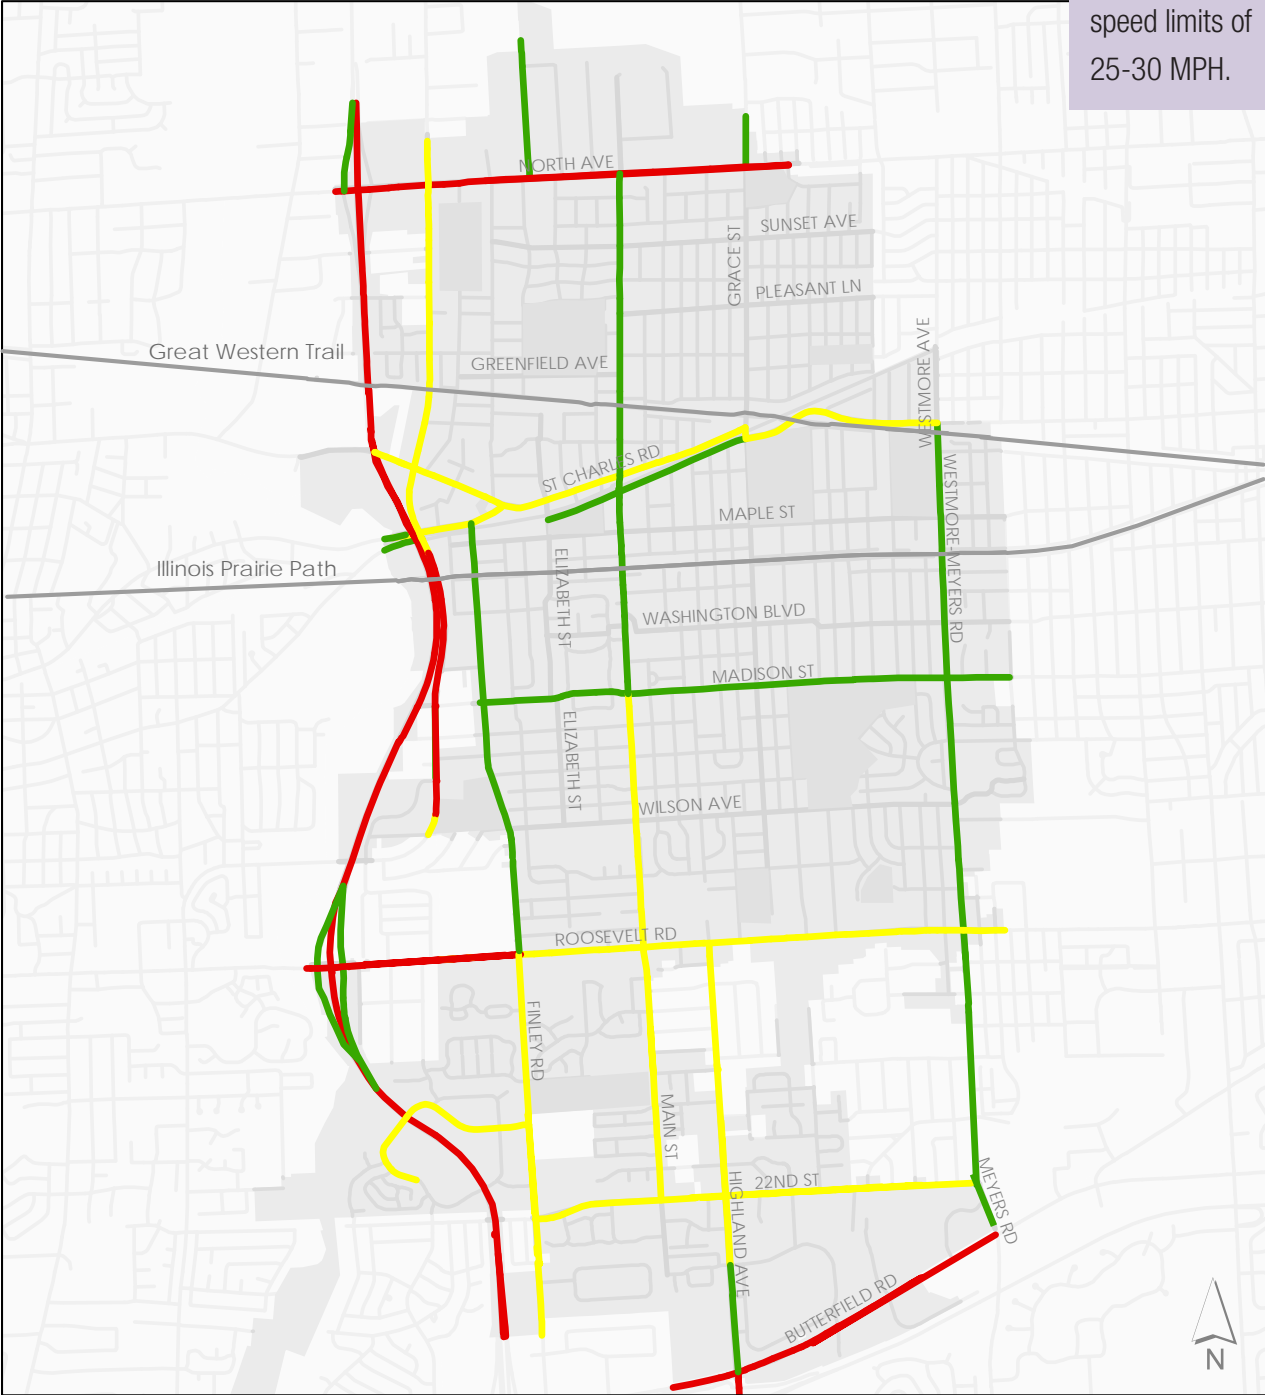 speed limits of
25-30 MPH.
NORTH AVE
SUNSET AVE
GRACE ST
PLEASANT LN
WESTMORE AVE
Great Western Trail
GREENFIELD AVE
ST CHARLES RD
WESTMORE-MEYERS RD
MAPLE ST
Illinois Prairie Path
ELIZABETH ST
WASHINGTON BLVD
MADISON ST
ELIZABETH ST
WILSON AVE
ROOSEVELT RD
FINLEY RD
MAIN ST
22ND ST
HIGHLAND AVE
MEYERS RD
BUTTERFIELD RD
N